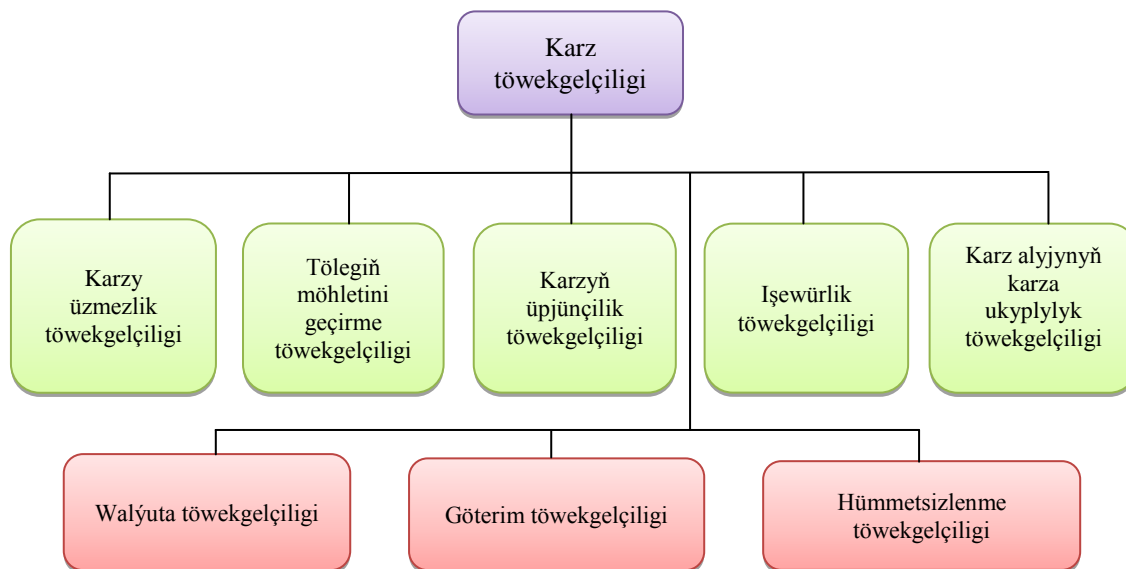 Karz
töwekgelçiligi
Karzy
üzmezlik
töwekgelçiligi
Tölegiň
möhletini
geçirme
töwekgelçiligi
Karzyň
üpjünçilik
töwekgelçiligi
Işewürlik
töwekgelçiligi
Karz alyjynyň
karza
ukyplylyk
töwekgelçiligi
Walýuta töwekgelçiligi
Göterim töwekgelçiligi
Hümmetsizlenme
töwekgelçiligi